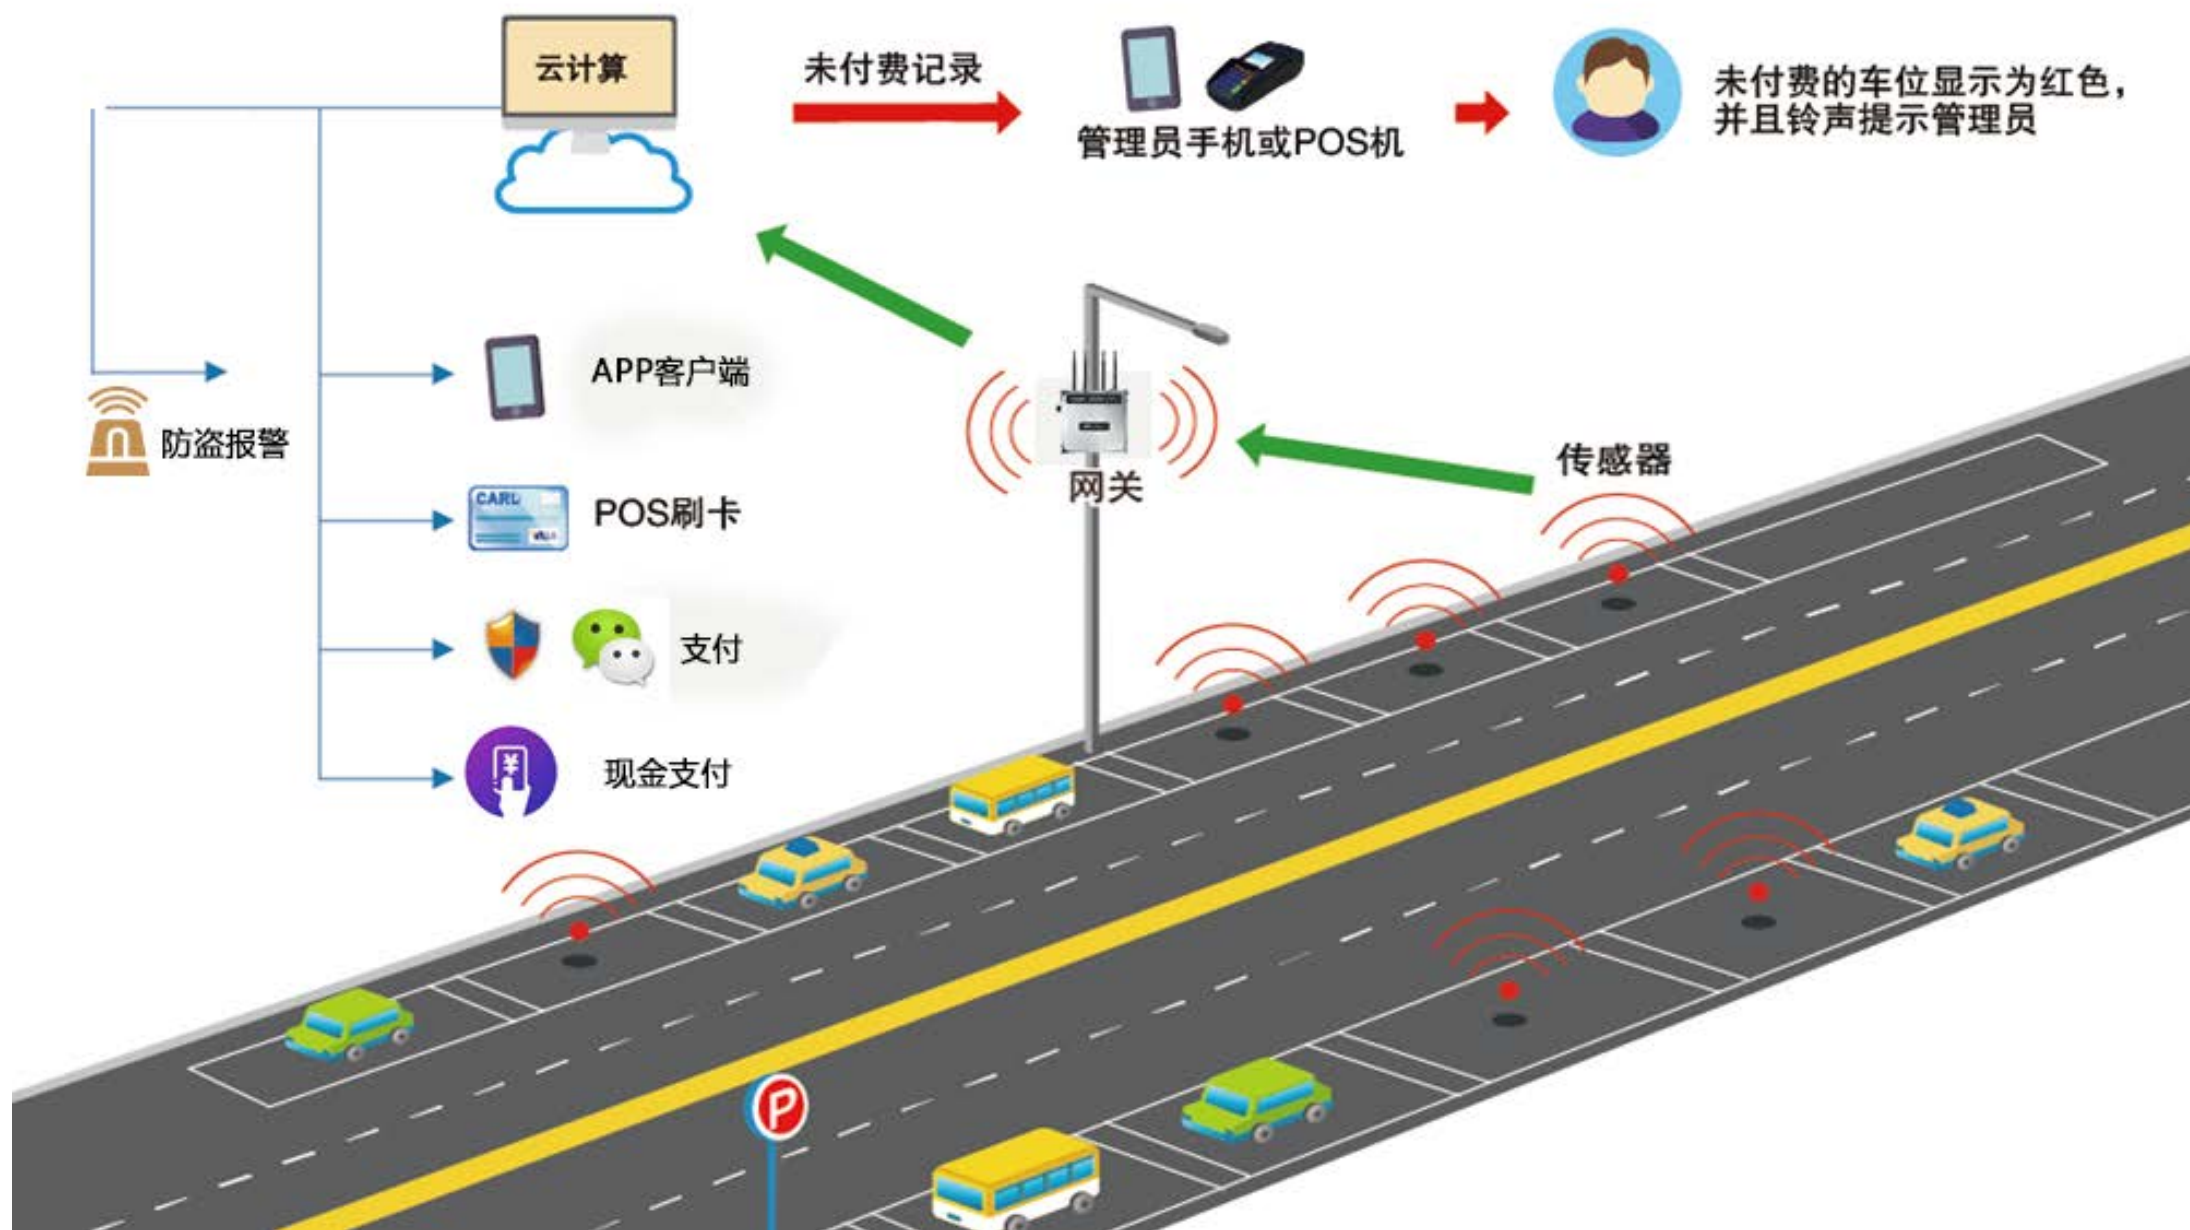 云计算
未付费记录
管理员手机或POS机
未付费的车位显示为红色，
并且铃声提示管理员
APP客户端
防盗报警
POS刷卡
支付
现金支付
网关
传感器
¥
P